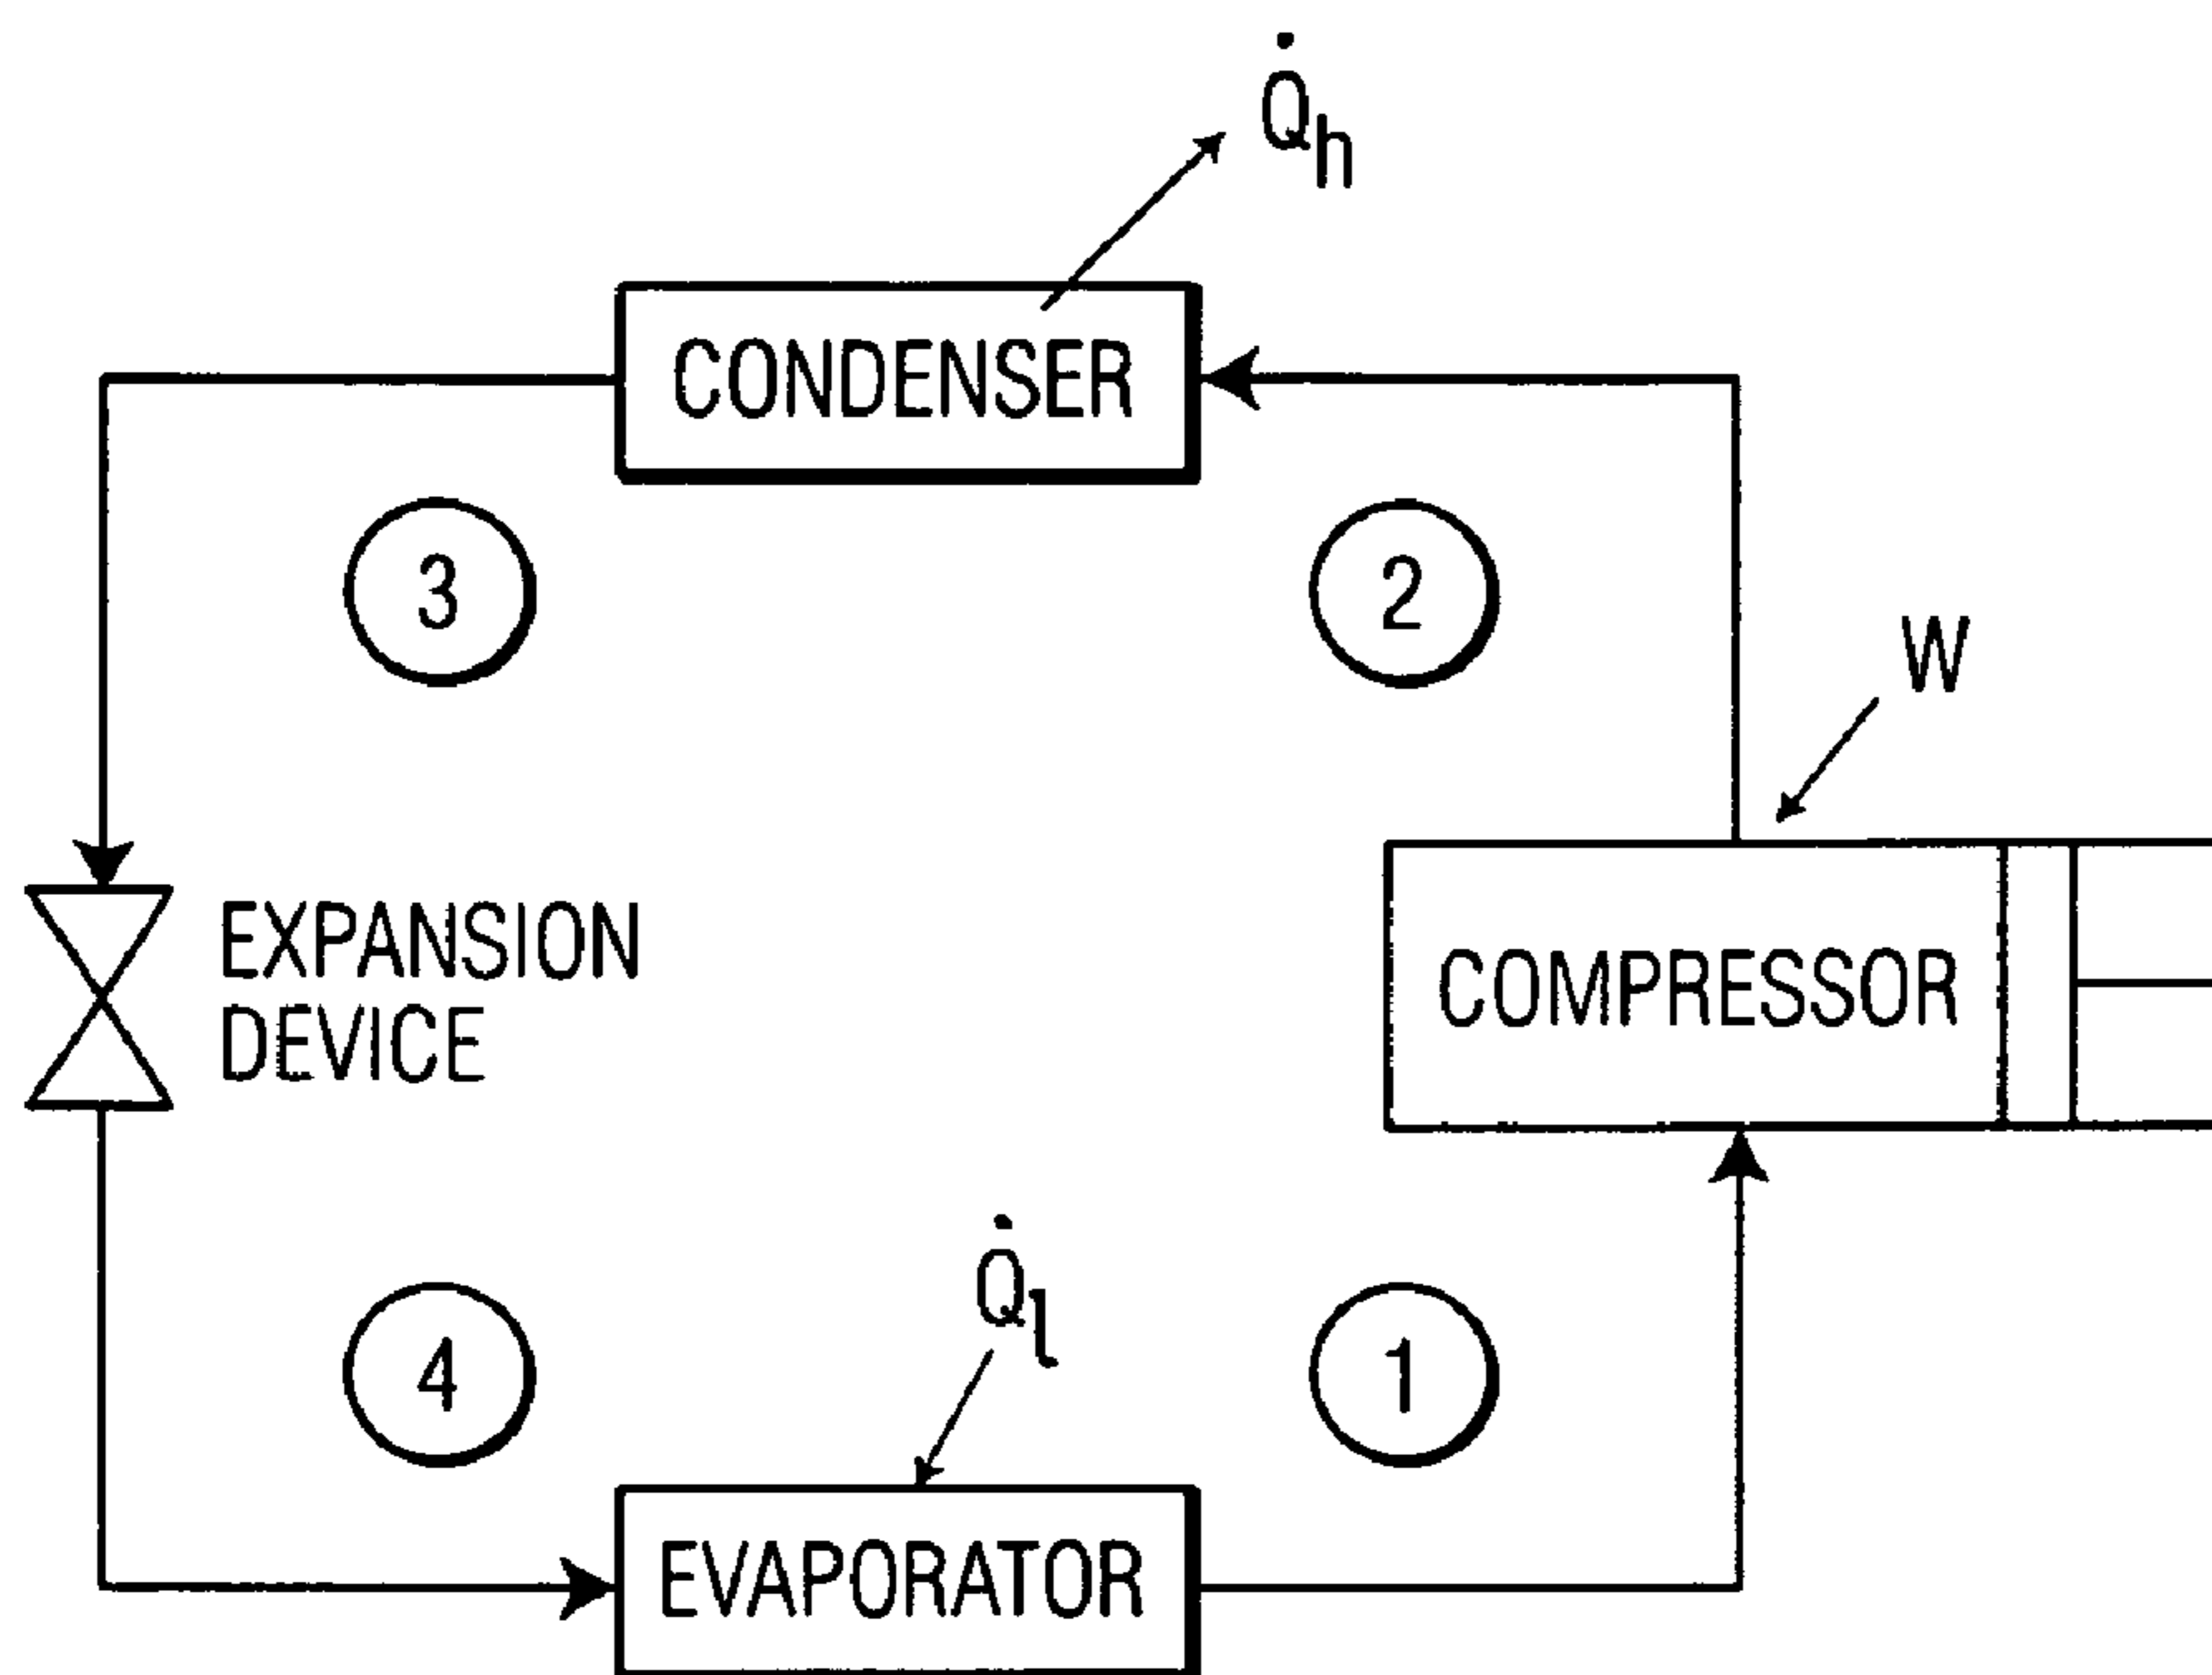 Q̇h
CONDENSER
3
2
W
EXPANSION
DEVICE
COMPRESSOR
Q̇l
4
1
EVAPORATOR